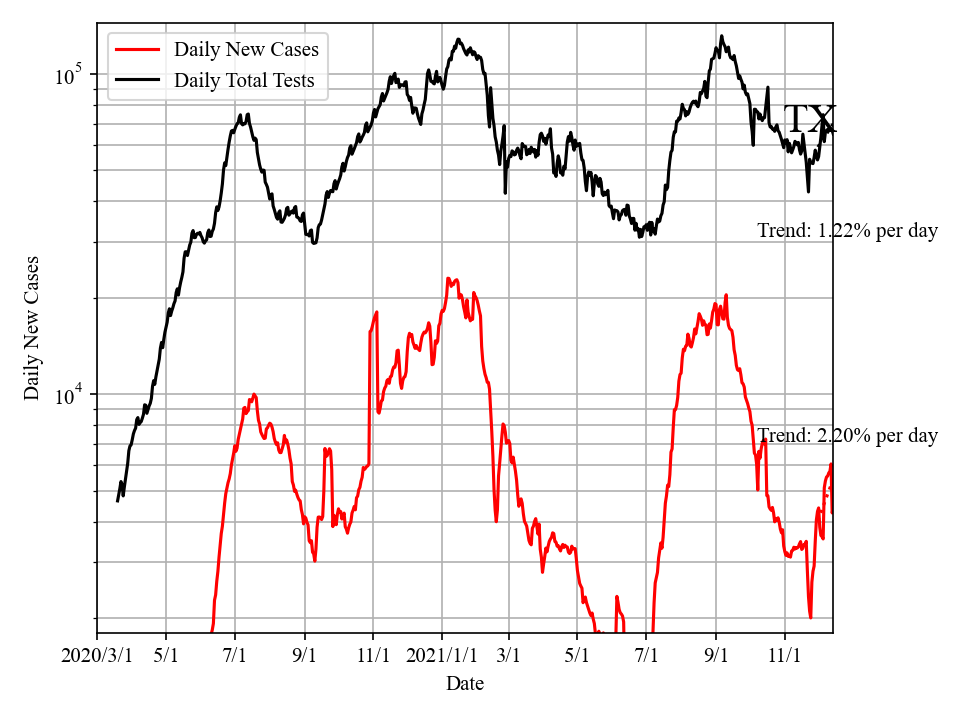 Daily New Cases
Daily Total Tests
10^5
TX
Trend: 1.22% per day
Daily New Cases
10^4
Trend: 2.20% per day
2020/3/1 5/1 7/1 9/1 11/1 2021/1/1 3/1 5/1 7/1 9/1 11/1
Date